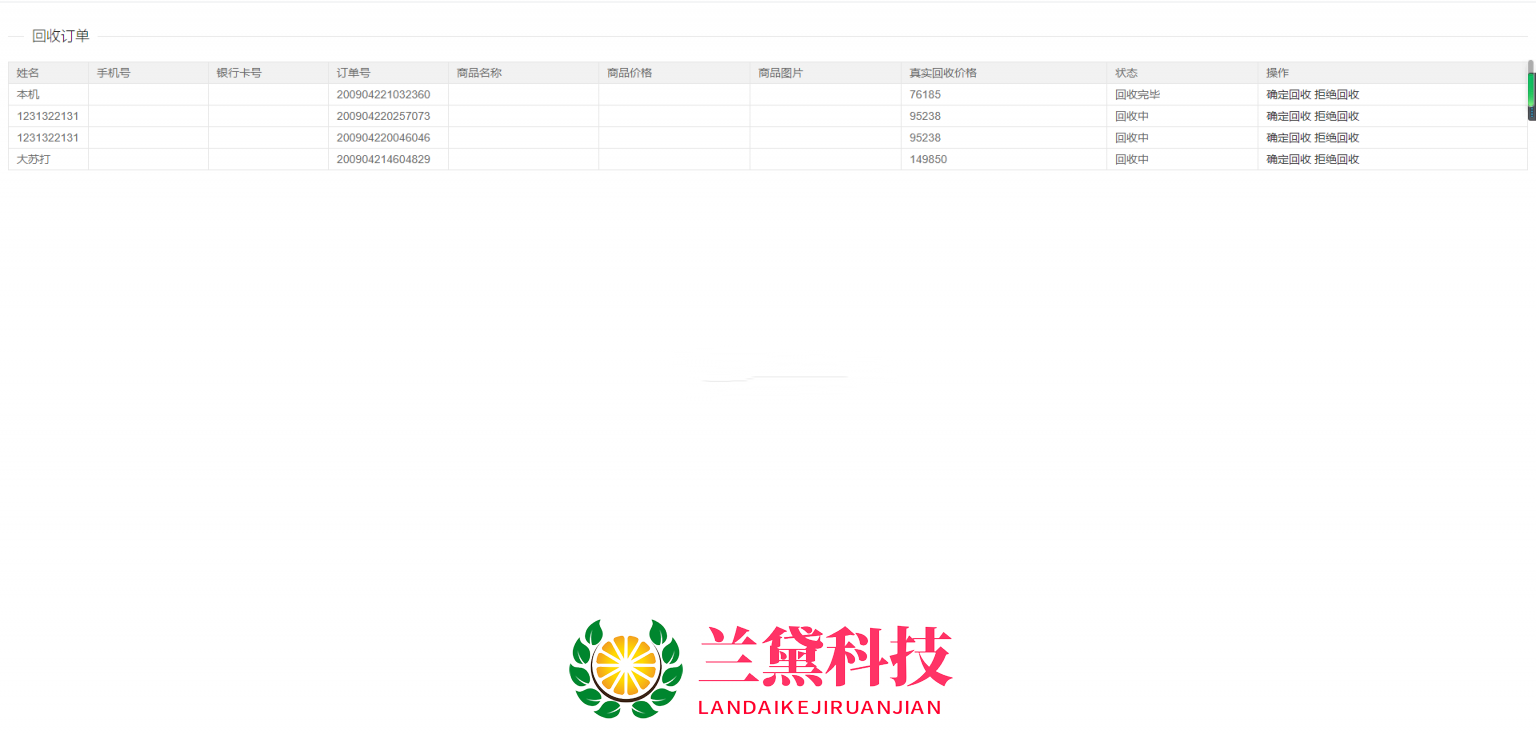 回收订单
姓名 手机号 银行卡号 订单号 商品名称 商品价格 商品图片 真实回收价格 状态 操作
本机 200904221032360 76185 回收完毕 确定回收 拒绝回收
1231322131 200904220257073 95238 回收中 确定回收 拒绝回收
1231322131 200904220046046 95238 回收中 确定回收 拒绝回收
大苏打 200904214604829 149850 回收中 确定回收 拒绝回收
兰黛科技
LANDAIKEJIRUANJIAN